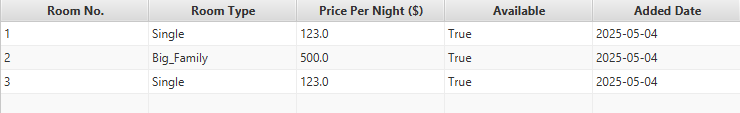 Room No. Room Type Price Per Night ($) Available Added Date
1 Single 123.0 True 2025-05-04
2 Big_Family 500.0 True 2025-05-04
3 Single 123.0 True 2025-05-04